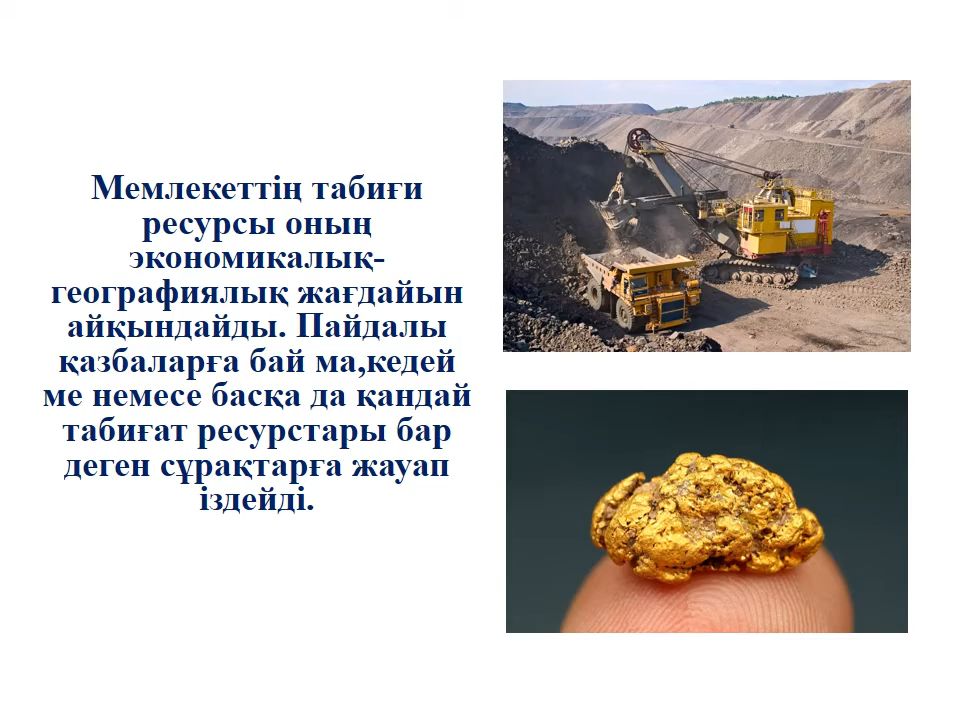 Мемлекеттің табиғи
ресурсы оның
экономикалық-
географиялық жағдайын
айқындайды. Пайдалы
қазбаларға бай ма,кедей
ме немесе басқа да қандай
табиғат ресурстары бар
деген сұрақтарға жауап
іздейді.